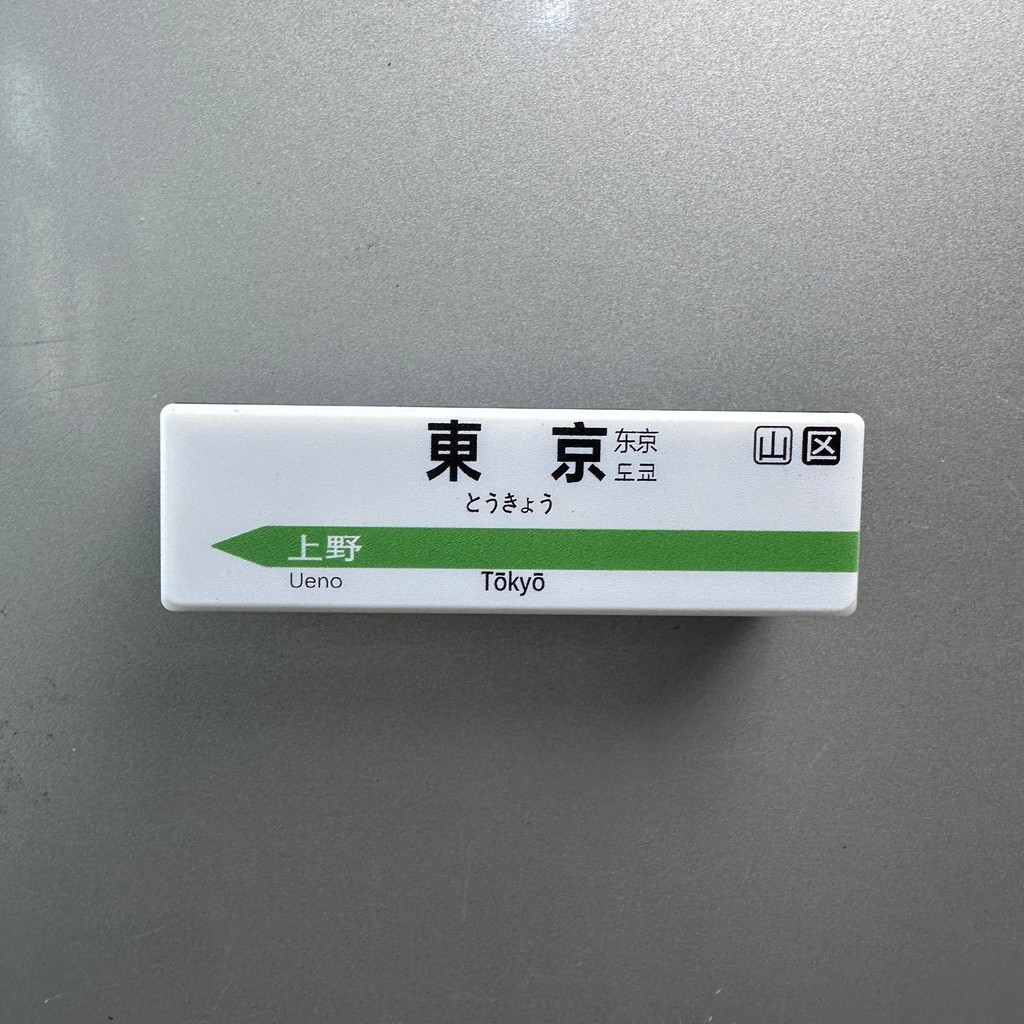 東京 东京 山 区
도쿄
とうきょう
上野
Ueno Tōkyō